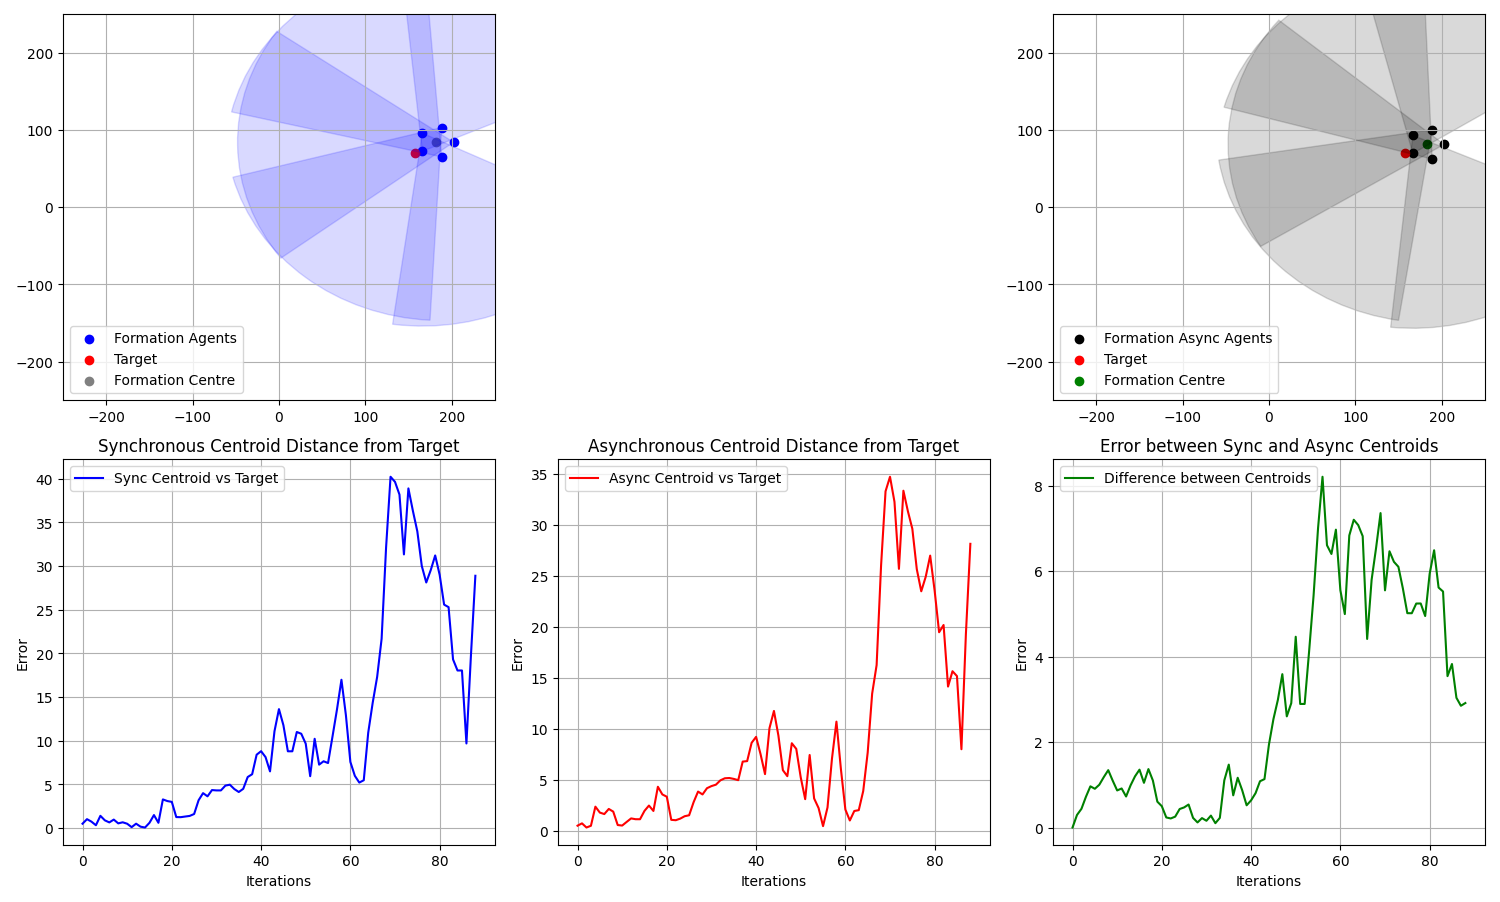 200
100
0
−100
−200
Formation Agents
Target
Formation Centre
−200 −100 0 100 200
200
100
0
−100
−200
Formation Async Agents
Target
Formation Centre
−200 −100 0 100 200
Synchronous Centroid Distance from Target
Sync Centroid vs Target
40
35
30
25
20
15
10
5
0
Error
0 20 40 60 80
Iterations
Asynchronous Centroid Distance from Target
Async Centroid vs Target
35
30
25
20
15
10
5
0
Error
0 20 40 60 80
Iterations
Error between Sync and Async Centroids
Difference between Centroids
8
6
4
2
0
Error
0 20 40 60 80
Iterations